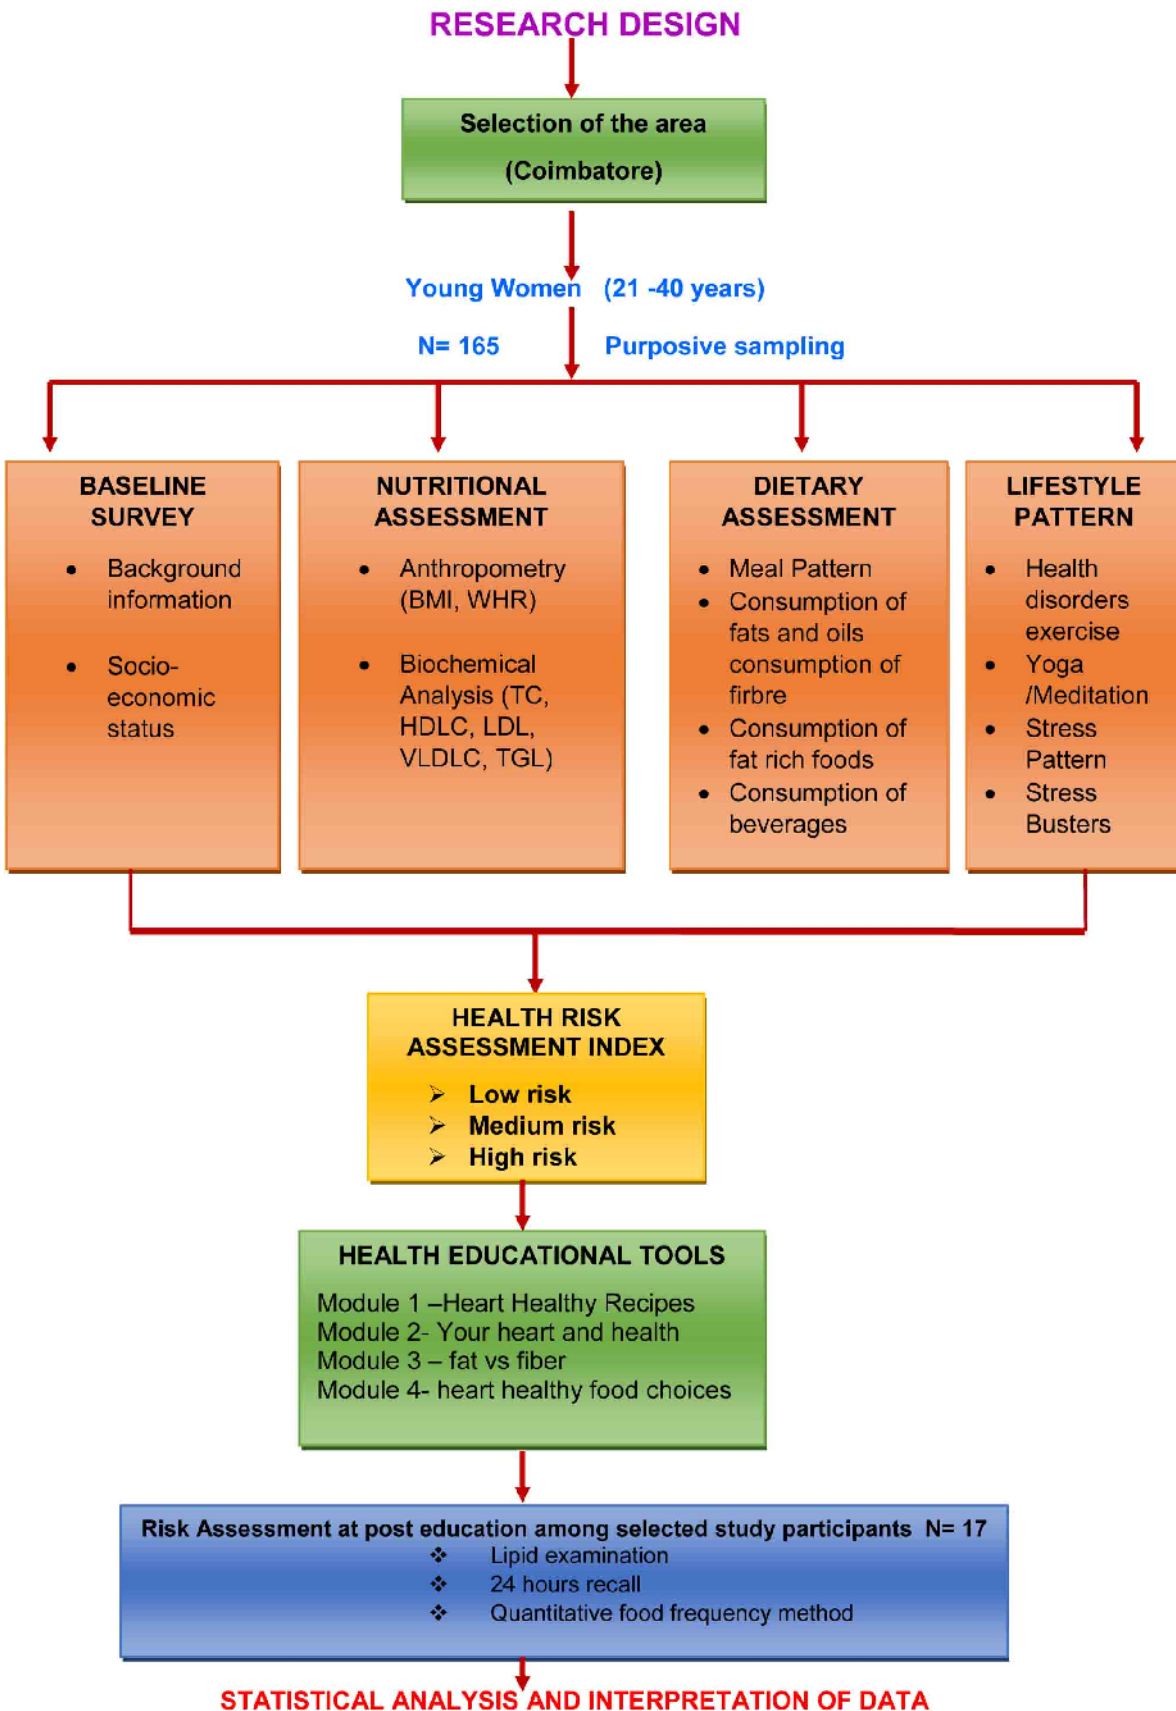 RESEARCH DESIGN
Selection of the area
(Coimbatore)
Young Women (21 -40 years)
N= 165 Purposive sampling
BASELINE
SURVEY
• Background
information
• Socio-
economic
status
NUTRITIONAL
ASSESSMENT
• Anthropometry
(BMI, WHR)
• Biochemical
Analysis (TC,
HDLC, LDL,
VLDLC, TGL)
DIETARY
ASSESSMENT
• Meal Pattern
• Consumption of
fats and oils
consumption of
firbre
• Consumption of
fat rich foods
• Consumption of
beverages
LIFESTYLE
PATTERN
• Health
disorders
exercise
• Yoga
/Meditation
• Stress
Pattern
• Stress
Busters
HEALTH RISK
ASSESSMENT INDEX
➢ Low risk
➢ Medium risk
➢ High risk
HEALTH EDUCATIONAL TOOLS
Module 1 –Heart Healthy Recipes
Module 2- Your heart and health
Module 3 – fat vs fiber
Module 4- heart healthy food choices
Risk Assessment at post education among selected study participants N= 17
❖ Lipid examination
❖ 24 hours recall
❖ Quantitative food frequency method
STATISTICAL ANALYSIS AND INTERPRETATION OF DATA